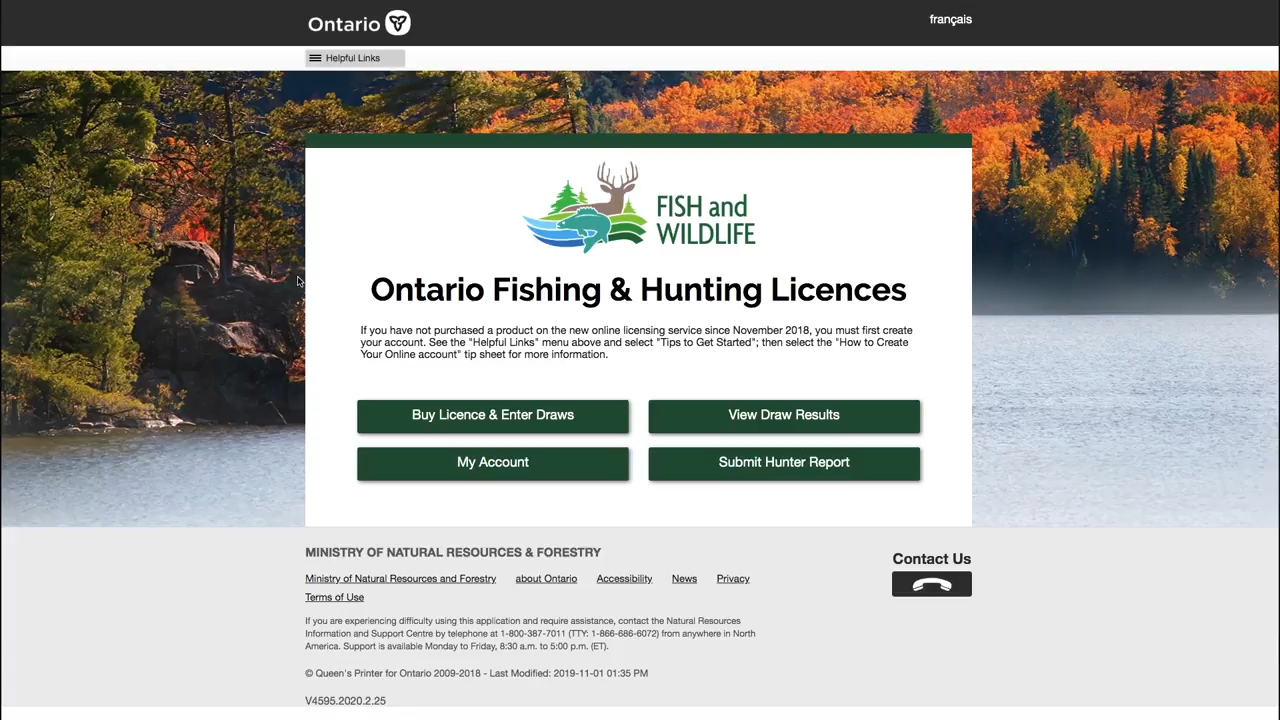 Ontario
français
Helpful Links
FISH and
WILDLIFE
Ontario Fishing & Hunting Licences
If you have not purchased a product on the new online licensing service since November 2018, you must first create
your account. See the "Helpful Links" menu above and select "Tips to Get Started"; then select the "How to Create
Your Online account" tip sheet for more information.
Buy Licence & Enter Draws
View Draw Results
My Account
Submit Hunter Report
MINISTRY OF NATURAL RESOURCES & FORESTRY
Ministry of Natural Resources and Forestry about Ontario Accessibility News Privacy
Terms of Use
Contact Us
If you are experiencing difficulty using this application and require assistance, contact the Natural Resources
Information and Support Centre by telephone at 1-800-387-7011 (TTY: 1-866-686-6072) from anywhere in North
America. Support is available Monday to Friday, 8:30 a.m. to 5:00 p.m. (ET).
© Queen's Printer for Ontario 2009-2018 - Last Modified: 2019-11-01 01:35 PM
V4595.2020.2.25